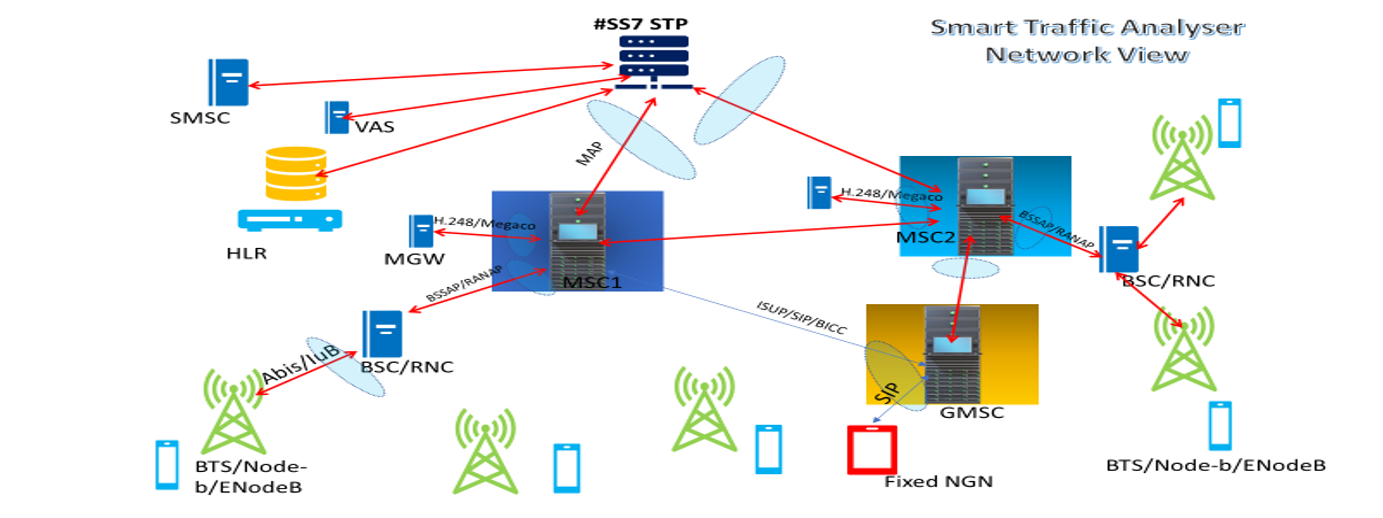 #SS7 STP
Smart Traffic Analyser
Network View
SMSC
VAS
MAP
HLR
H.248/Megaco
MGW
MSC1
BSSAP/RANAP
BSC/RNC
Abis/IuB
BTS/Node-
b/ENodeB
H.248/Megaco
MSC2
BSSAP/RANAP
BSC/RNC
ISUP/SIP/BICC
SIP
GMSC
Fixed NGN
BTS/Node-b/ENodeB